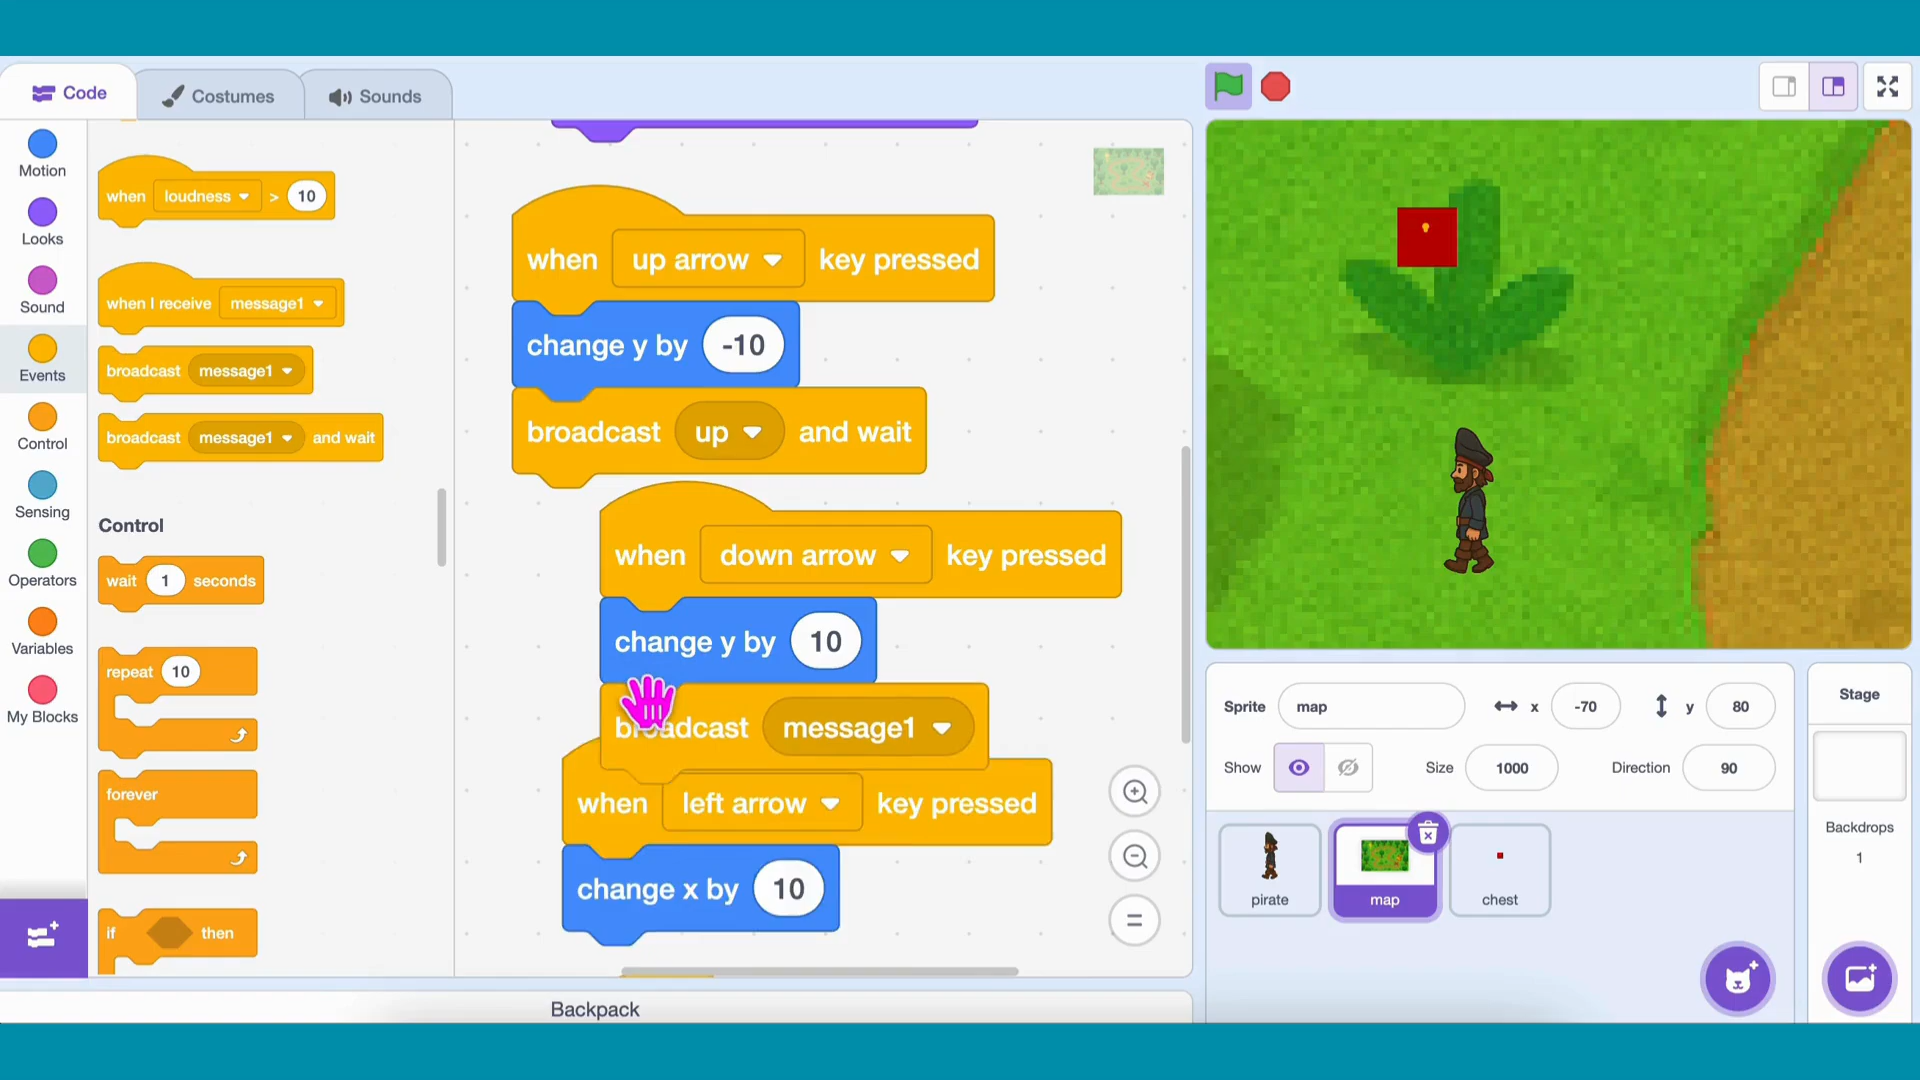 Code
Costumes
Sounds
Motion
Looks
Sound
Events
Control
Sensing
Operators
Variables
My Blocks
when loudness > 10
when I receive message1
broadcast message1
broadcast message1 and wait
Control
wait 1 seconds
repeat 10
forever
if then
when up arrow key pressed
change y by -10
broadcast up and wait
when down arrow key pressed
change y by 10
broadcast message1
when left arrow key pressed
change x by 10
Backpack
Sprite map x -70 y 80
Show Size 1000 Direction 90
pirate
map
chest
Stage
Backdrops
1